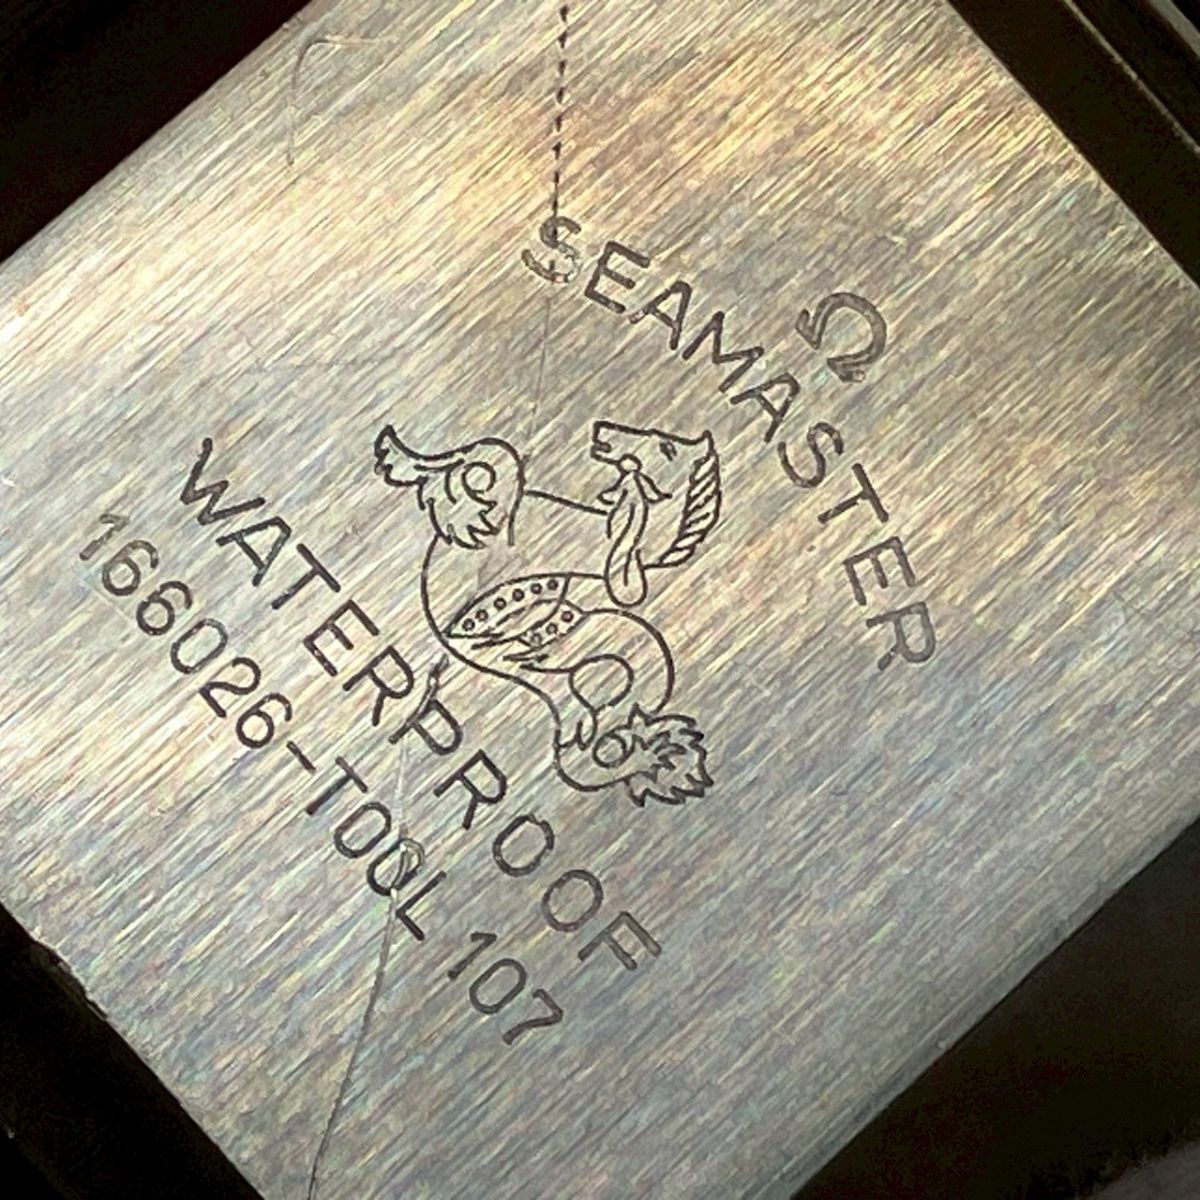 Ω
SEAMASTER
WATERPROOF
166026-TOOL 107